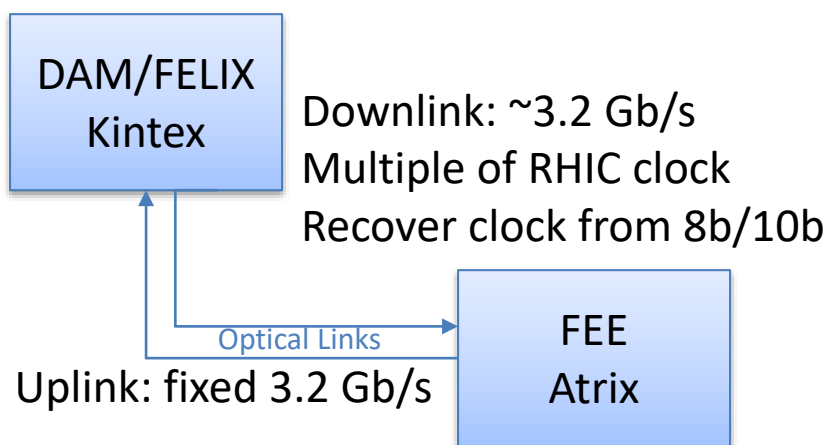 DAM/FELIX
Kintex
Downlink: ~3.2 Gb/s
Multiple of RHIC clock
Recover clock from 8b/10b
Optical Links
FEE
Atrix
Uplink: fixed 3.2 Gb/s